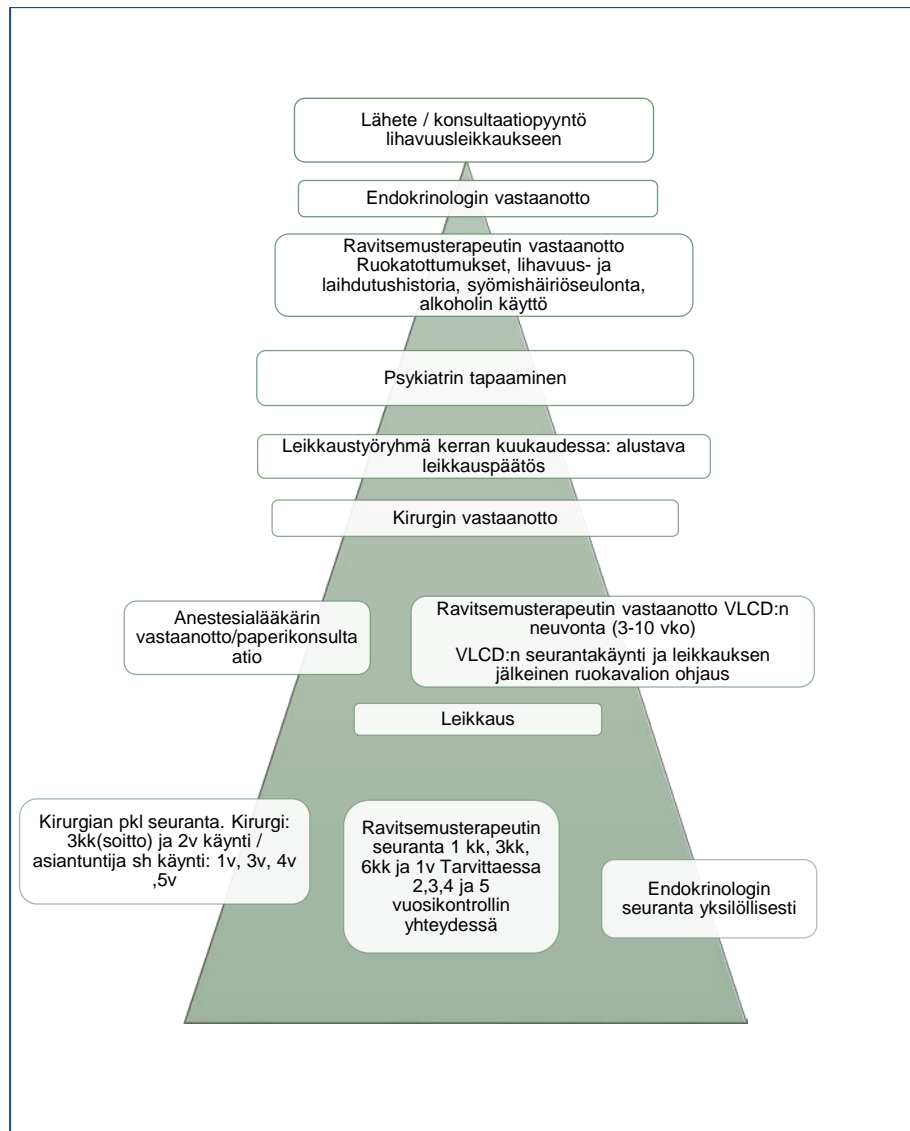 Lähete / konsultaatiopyyntö
lihavuusleikkaukseen
Endokrinologin vastaanotto
Ravitsemusterapeutin vastaanotto
Ruokatottumukset, lihavuus- ja
laihdutushistoria, syömishäiriöseulonta,
alkoholin käyttö
Psykiatrin tapaaminen
Leikkaustyöryhmä kerran kuukaudessa: alustava
leikkauspäätös
Kirurgin vastaanotto
Anestesialääkärin
vastaanotto/paperikonsulta
atio
Ravitsemusterapeutin vastaanotto VLCD:n
neuvonta (3-10 vko)
VLCD:n seurantakäynti ja leikkauksen
jälkeinen ruokavalion ohjaus
Leikkaus
Kirurgian pkl seuranta. Kirurgi:
3kk(soitto) ja 2v käynti /
asiantuntija sh käynti: 1v, 3v, 4v
,5v
Ravitsemusterapeutin
seuranta 1 kk, 3kk,
6kk ja 1v Tarvittaessa
2,3,4 ja 5
vuosikontrollin
yhteydessä
Endokrinologin
seuranta yksilöllisesti